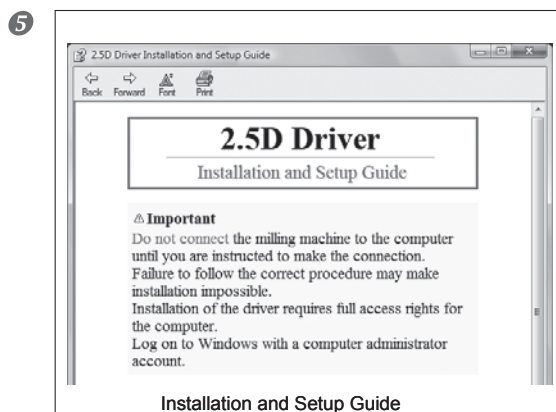 5
2.5D Driver Installation and Setup Guide
Back Forward Font Print
2.5D Driver
Installation and Setup Guide
⚠Important
Do not connect the milling machine to the computer
until you are instructed to make the connection.
Failure to follow the correct procedure may make
installation impossible.
Installation of the driver requires full access rights for
the computer.
Log on to Windows with a computer administrator
account.
Installation and Setup Guide